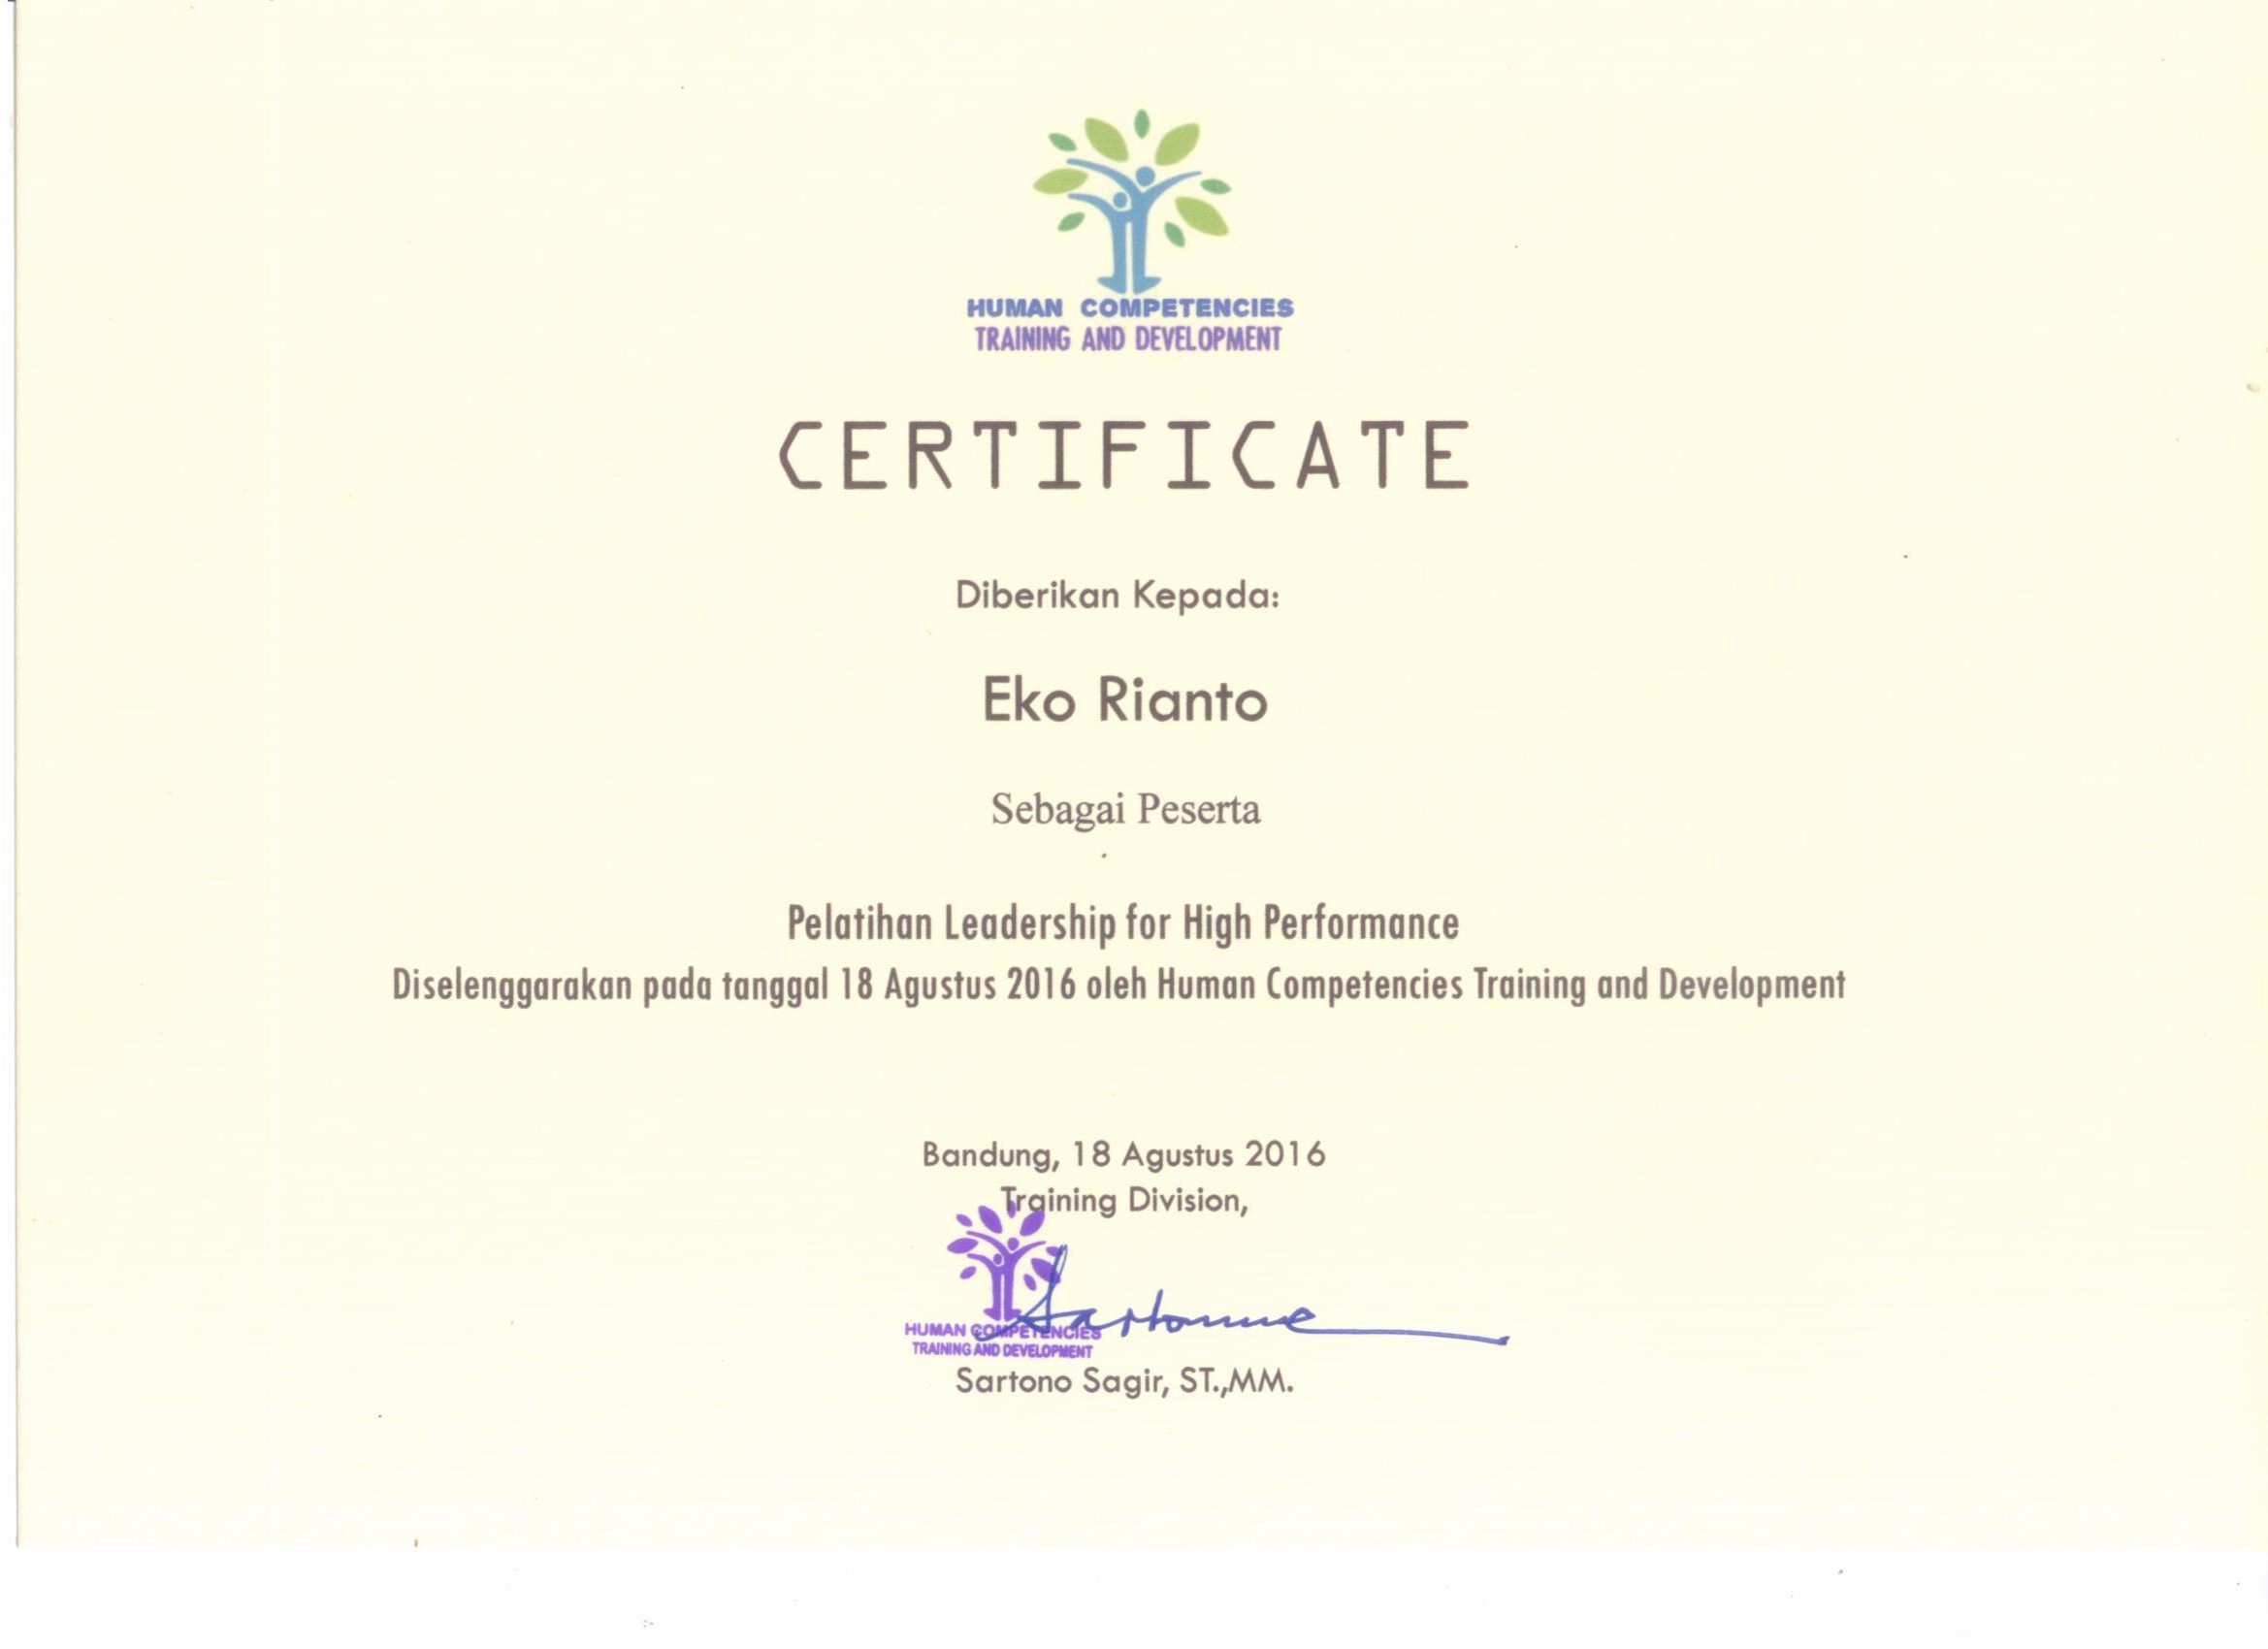 HUMAN COMPETENCIES
TRAINING AND DEVELOPMENT
CERTIFICATE
Diberikan Kepada:
Eko Rianto
Sebagai Peserta
Pelatihan Leadership for High Performance
Diselenggarakan pada tanggal 18 Agustus 2016 oleh Human Competencies Training and Development
Bandung, 18 Agustus 2016
Training Division,
HUMAN COMPETENCIES
TRAINING AND DEVELOPMENT
Sartono Sagir, ST.,MM.